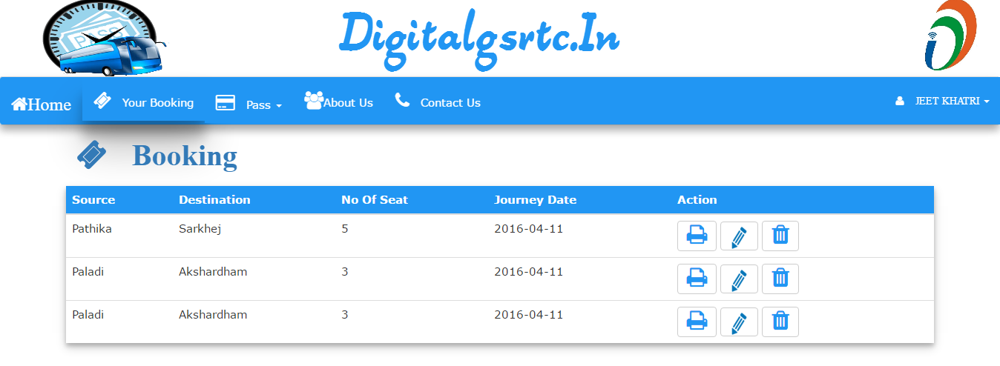 PASS
Digitalgsrtc.In
Home Your Booking Pass About Us Contact Us JEET KHATRI
Booking
Source Destination No Of Seat Journey Date Action
Pathika Sarkhej 5 2016-04-11
Paladi Akshardham 3 2016-04-11
Paladi Akshardham 3 2016-04-11